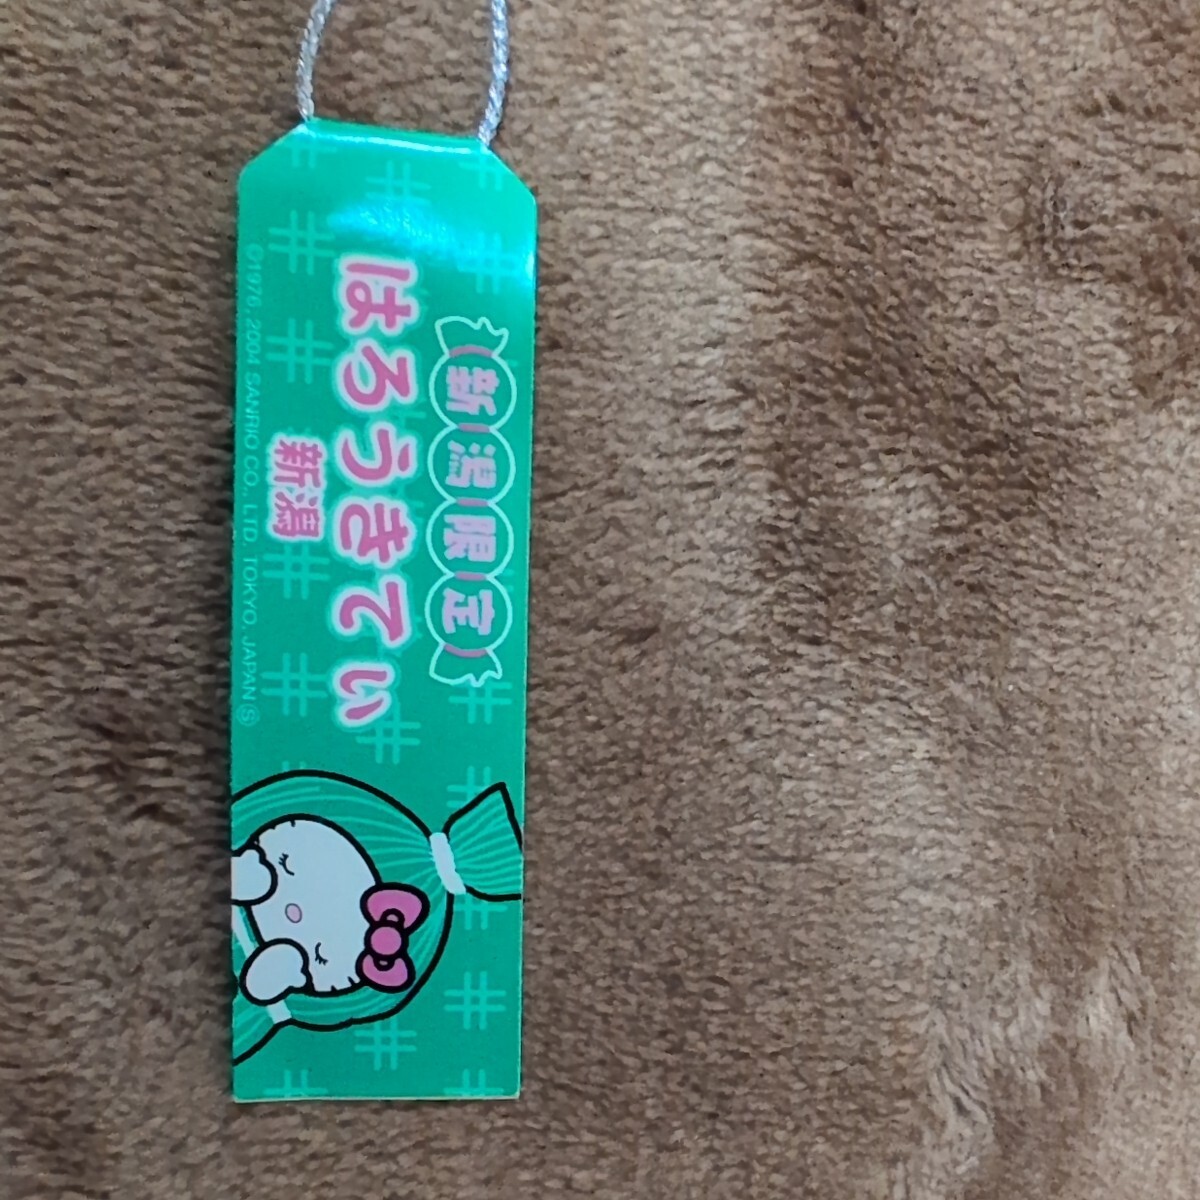 新潟限定
はろうきてぃ
新潟
©1976, 2004 SANRIO CO., LTD. TOKYO, JAPAN Ⓢ